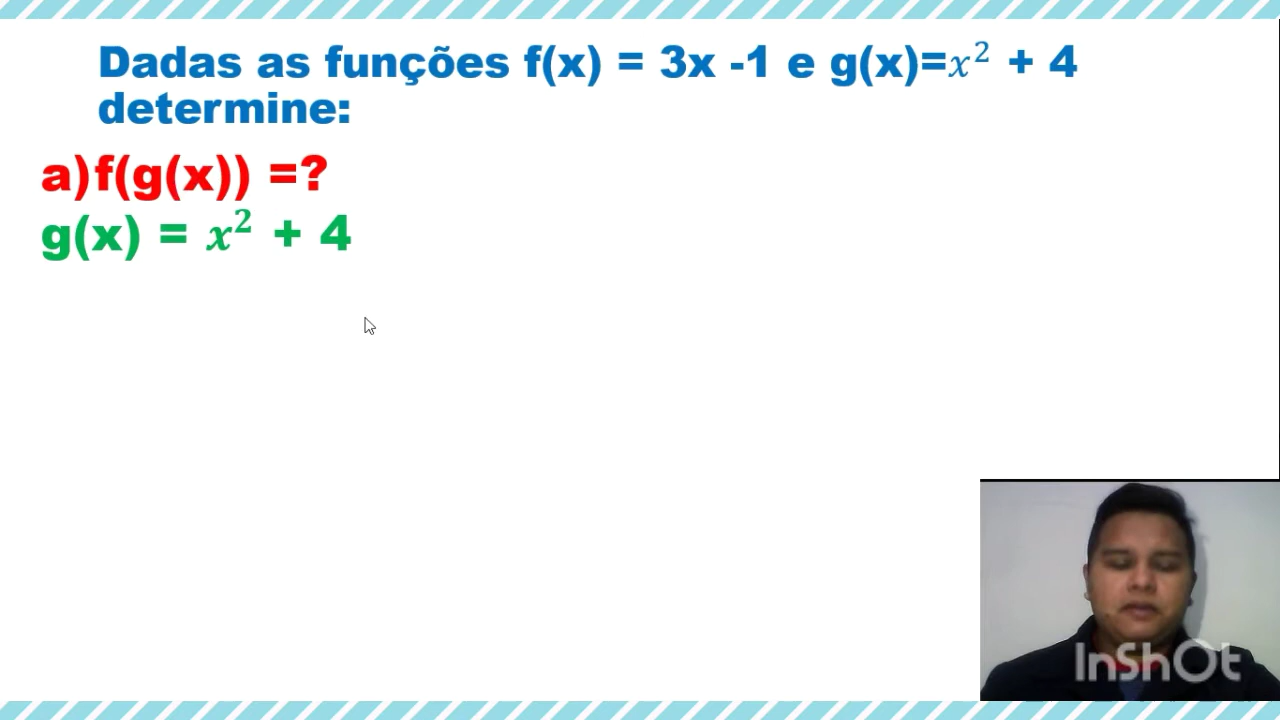 Dadas as funções f(x) = 3x -1 e g(x)=x² + 4
determine:
a)f(g(x)) =?
g(x) = x² + 4
InShOt